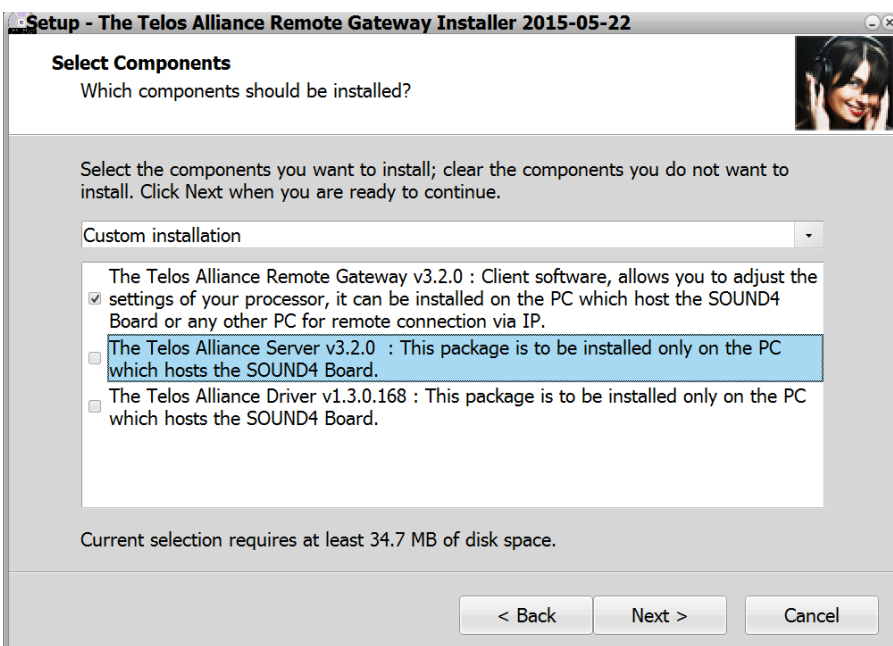 Setup - The Telos Alliance Remote Gateway Installer 2015-05-22
Select Components
Which components should be installed?
Select the components you want to install; clear the components you do not want to
install. Click Next when you are ready to continue.
Custom installation
The Telos Alliance Remote Gateway v3.2.0 : Client software, allows you to adjust the
settings of your processor, it can be installed on the PC which host the SOUND4
Board or any other PC for remote connection via IP.
The Telos Alliance Server v3.2.0  : This package is to be installed only on the PC
which hosts the SOUND4 Board.
The Telos Alliance Driver v1.3.0.168 : This package is to be installed only on the PC
which hosts the SOUND4 Board.
Current selection requires at least 34.7 MB of disk space.
< Back
Next >
Cancel